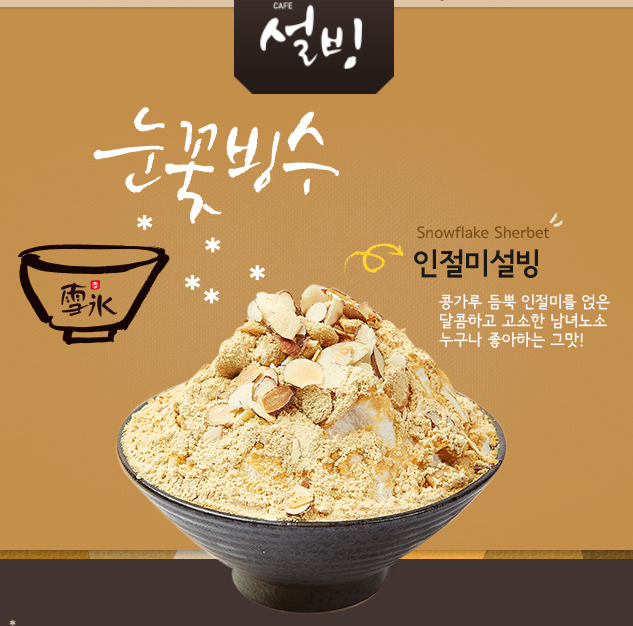 CAFE
설빙
눈꽃빙수
雪氷
Snowflake Sherbet
인절미설빙
콩가루 듬뿍 인절미를 얹은
달콤하고 고소한 남녀노소
누구나 좋아하는 그맛!